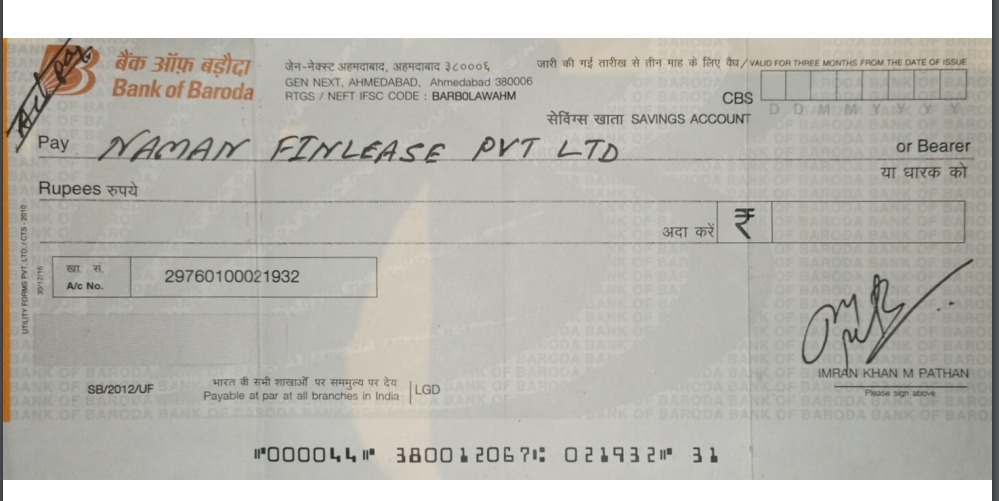 A/c pay
बैंक ऑफ़ बड़ौदा
Bank of Baroda
जेन-नेक्स्ट अहमदाबाद, अहमदाबाद ३८०००६
GEN NEXT, AHMEDABAD, Ahmedabad 380006
RTGS / NEFT IFSC CODE : BARB0LAWAHM
जारी की गई तारीख से तीन माह के लिए वैध/VALID FOR THREE MONTHS FROM THE DATE OF ISSUE
CBS
D D M M Y Y Y Y
सेविंग्स खाता SAVINGS ACCOUNT
Pay NAMAN FINLEASE PVT LTD or Bearer
या धारक को
Rupees रुपये
अदा करें ₹
खा. सं.
A/c No. 29760100021932
UTILITY FORMS PVT. LTD. / CTS - 2010
30/12/16
IMRAN KHAN M PATHAN
Please sign above
SB/2012/UF
भारत की सभी शाखाओं पर सममूल्य पर देय
Payable at par at all branches in India LGD
⑈000044⑈ 380012067⑆ 021932⑈ 31